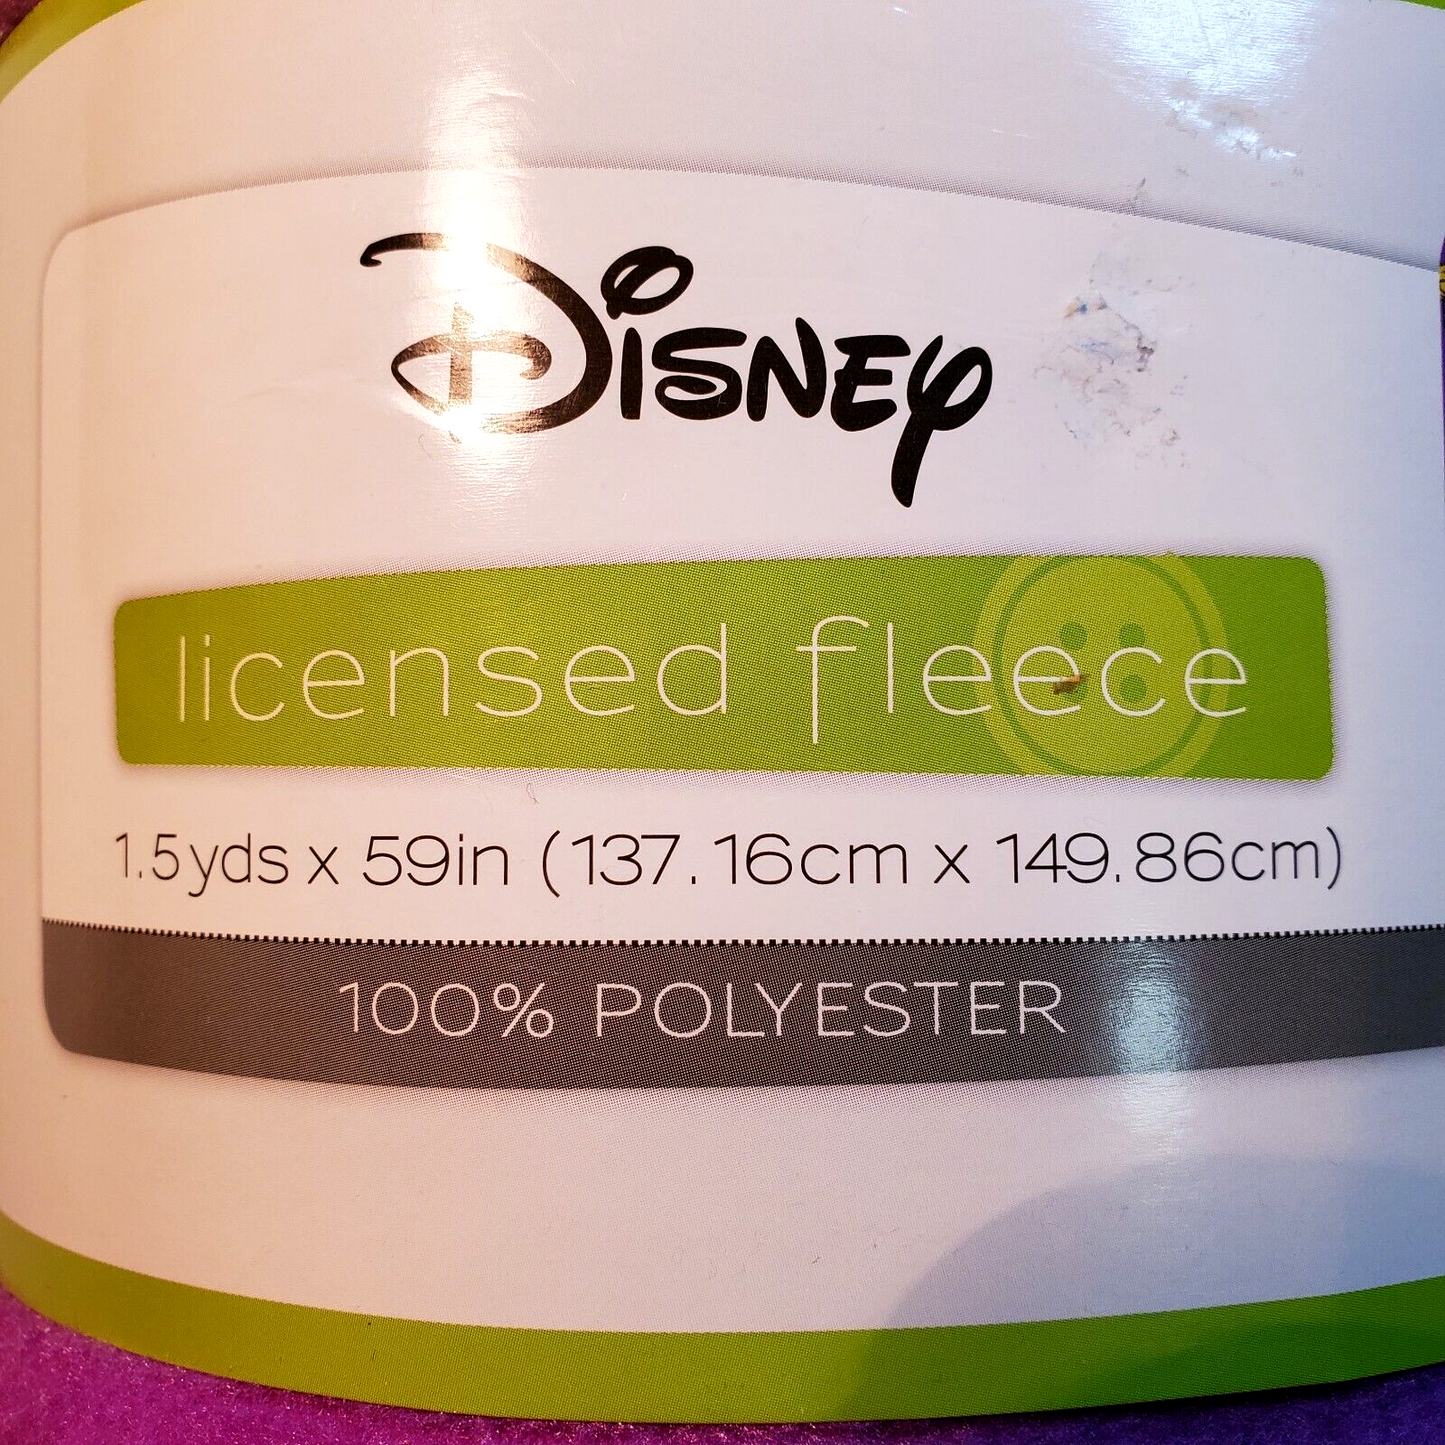 Disney
licensed fleece
1.5yds x 59in (137.16cm x 149.86cm)
100% POLYESTER